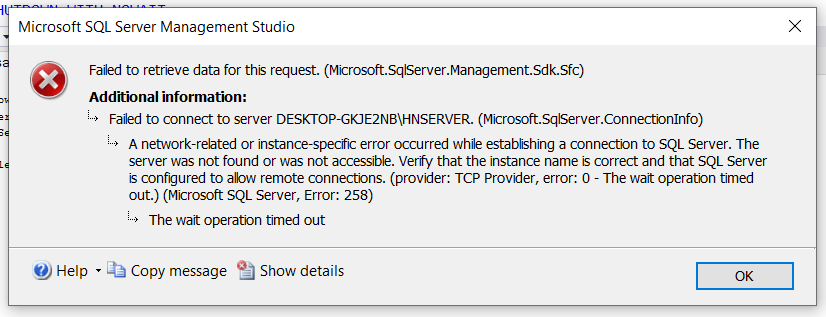 HUTDOWN WITH NOWAIT
Microsoft SQL Server Management Studio
Failed to retrieve data for this request. (Microsoft.SqlServer.Management.Sdk.Sfc)
Additional information:
Failed to connect to server DESKTOP-GKJE2NB\HNSERVER. (Microsoft.SqlServer.ConnectionInfo)
A network-related or instance-specific error occurred while establishing a connection to SQL Server. The
server was not found or was not accessible. Verify that the instance name is correct and that SQL Server
is configured to allow remote connections. (provider: TCP Provider, error: 0 - The wait operation timed
out.) (Microsoft SQL Server, Error: 258)
The wait operation timed out
Help
Copy message
Show details
OK